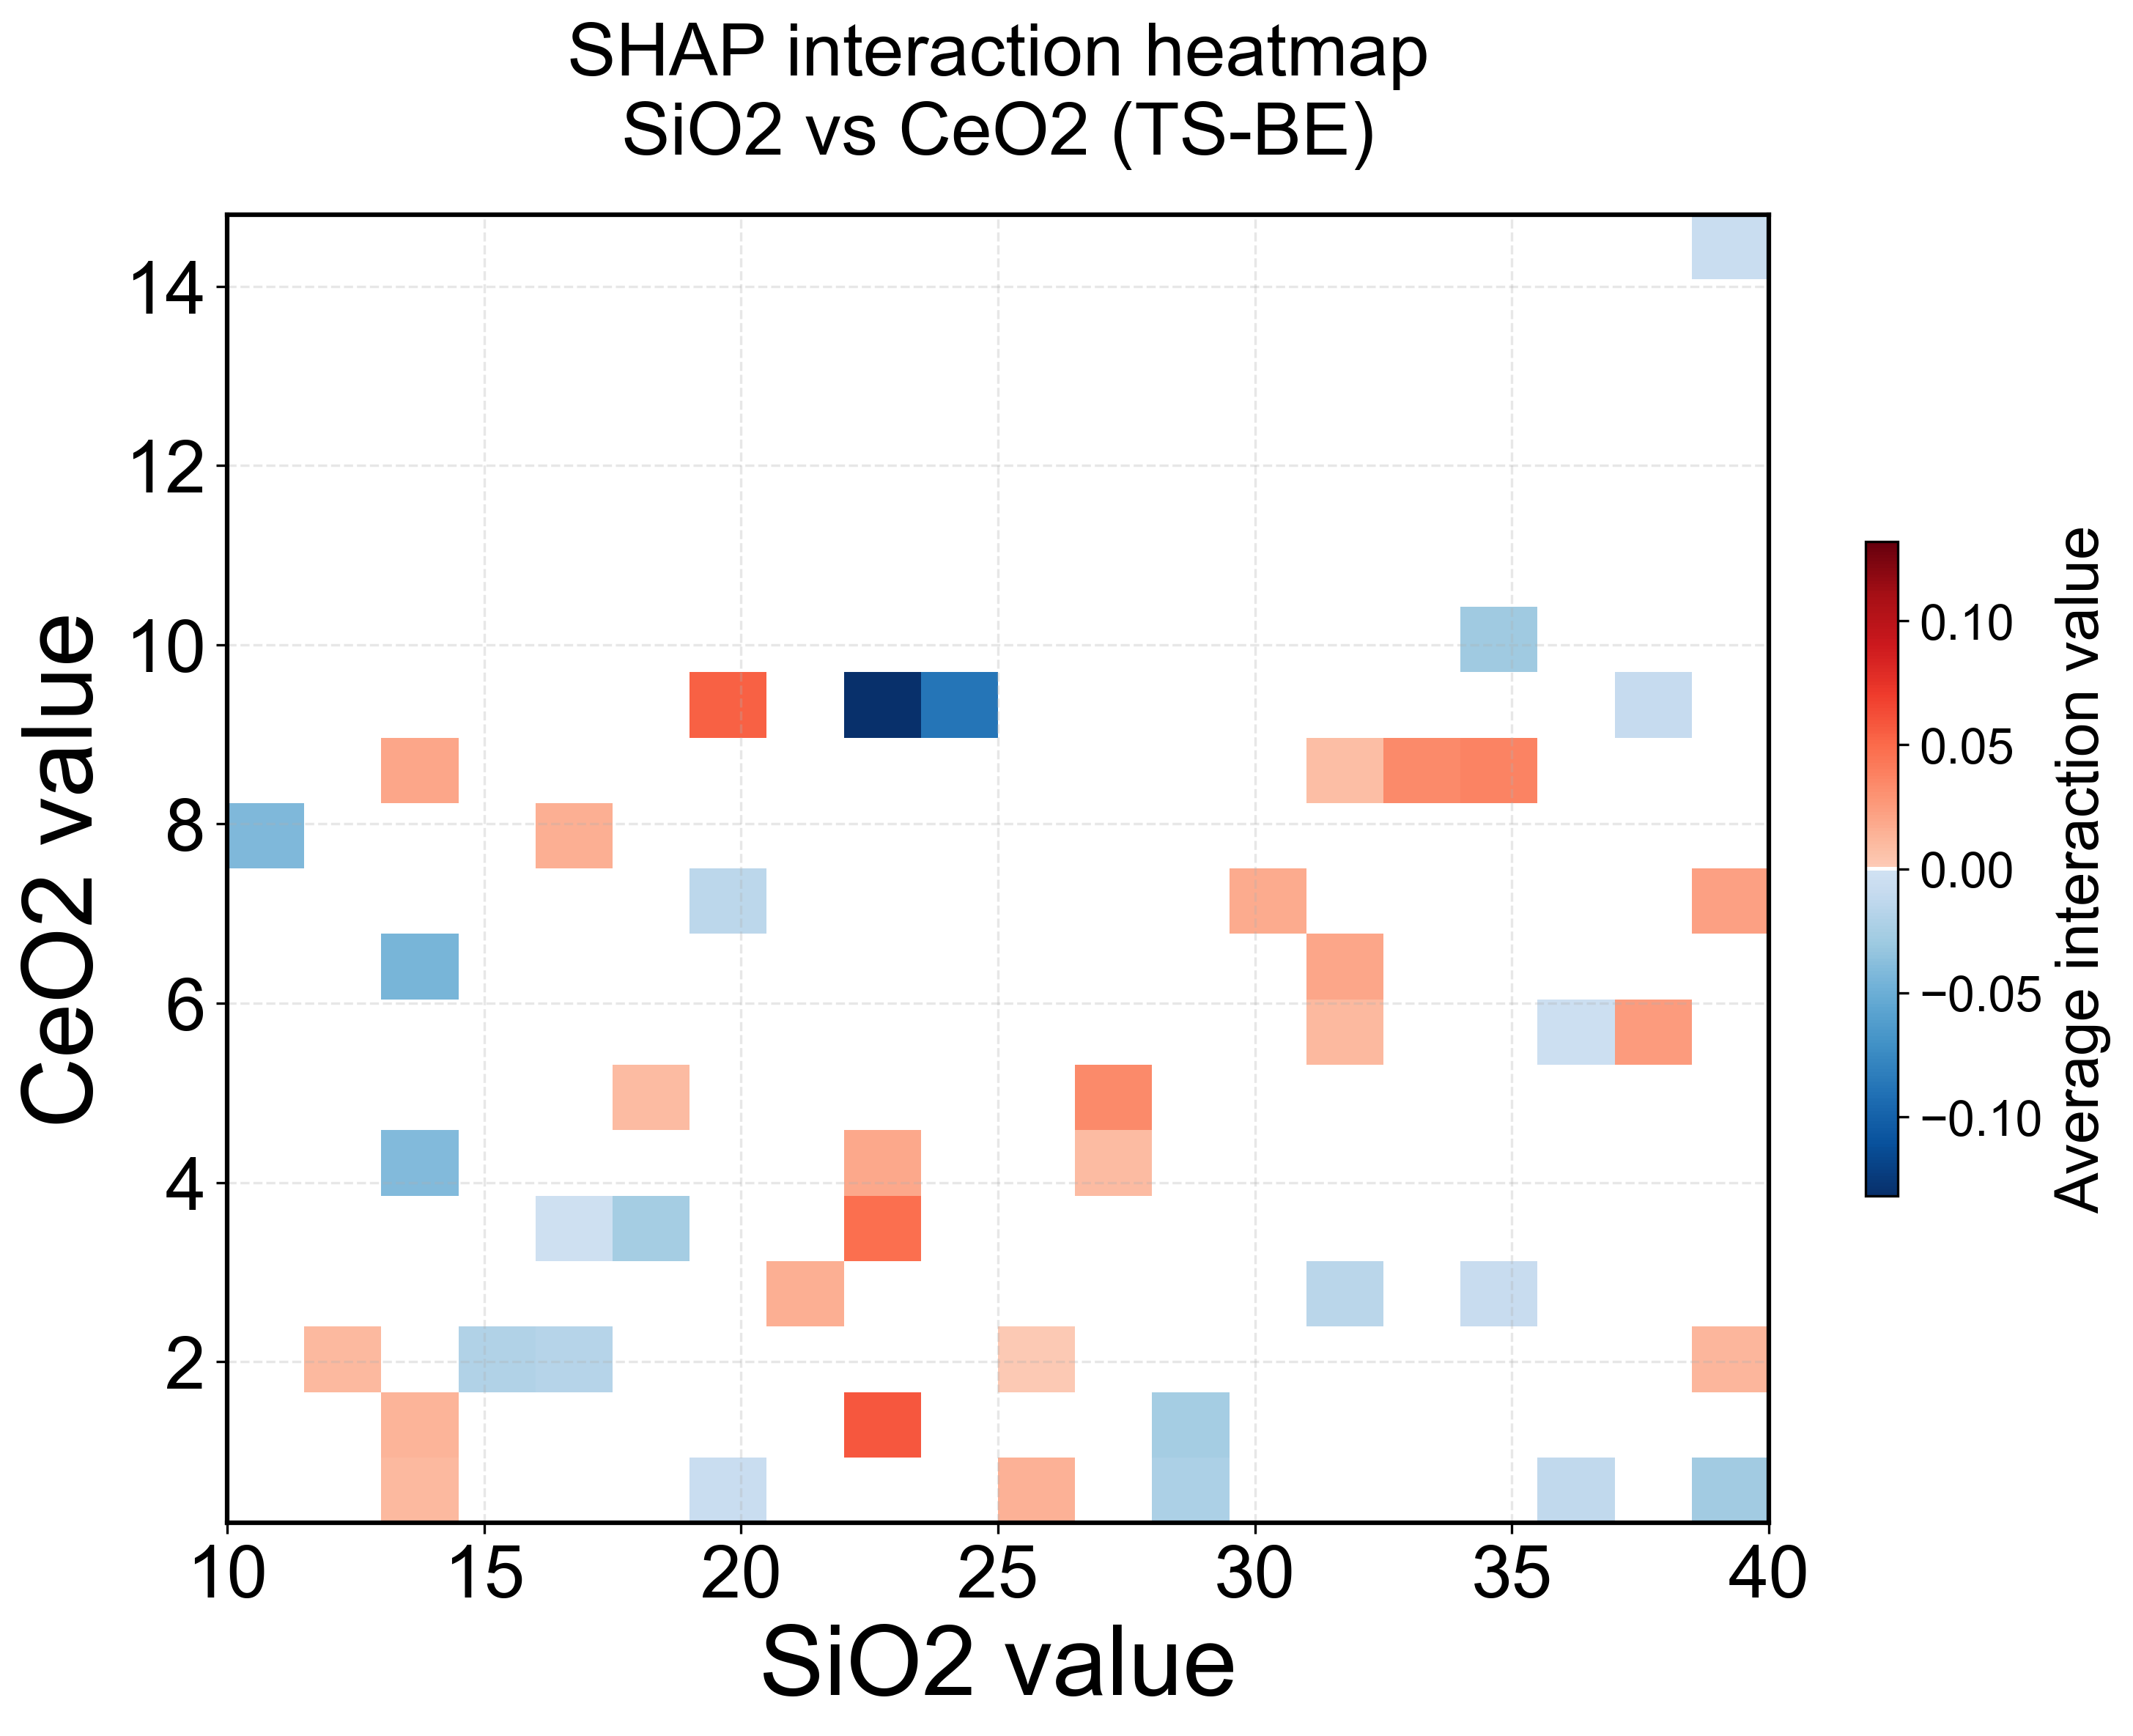 SHAP interaction heatmap
SiO2 vs CeO2 (TS-BE)
CeO2 value
14
12
10
8
6
4
2
10 15 20 25 30 35 40
SiO2 value
0.10
0.05
0.00
−0.05
−0.10
Average interaction value